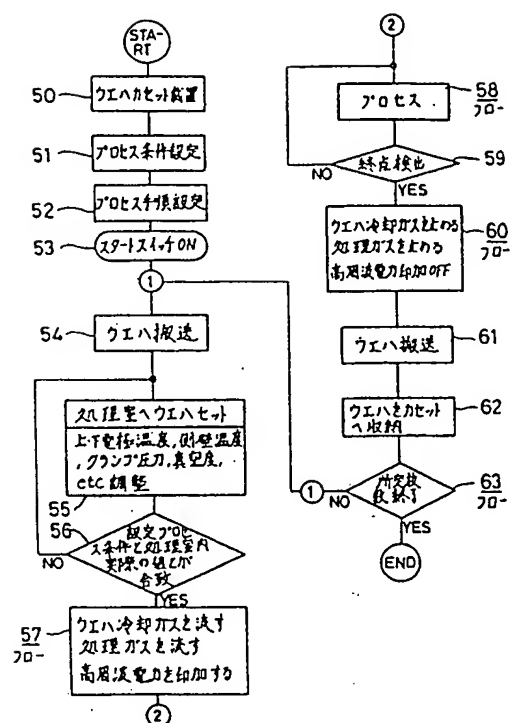 STA-
RT
50
ウエハカセット載置
51
プロセス条件設定
52
プロセス手順設定
53
スタートスイッチON
1
54
ウエハ搬送
処理室へウエハセット
上下電極温度,側壁温度
,クランプ圧力,真空度,
etc調整
55
56
設定プロセ
ス条件と処理室内
実際の値とが
合致
NO
YES
57
フロー
ウエハ冷却ガスを流す
処理ガスを流す
高周波電力を印加する
2
2
プロセス
58
フロー
終点検出
59
NO
YES
ウエハ冷却ガスを止める
処理ガスを止める
高周波電力印加OFF
60
フロー
ウエハ搬送
61
ウエハをカセット
へ収納
62
1
NO
所定枚
数終了
63
フロー
YES
END